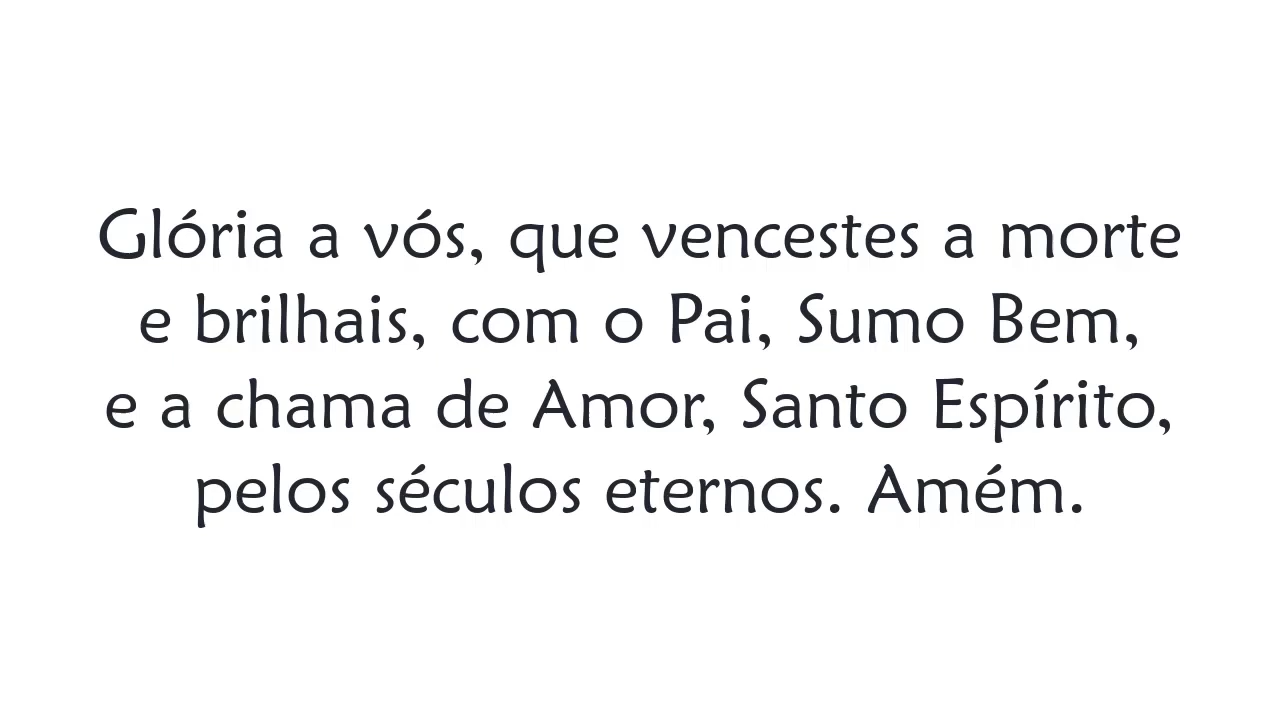 Glória a vós, que vencestes a morte
e brilhais, com o Pai, Sumo Bem,
e a chama de Amor, Santo Espírito,
pelos séculos eternos. Amém.